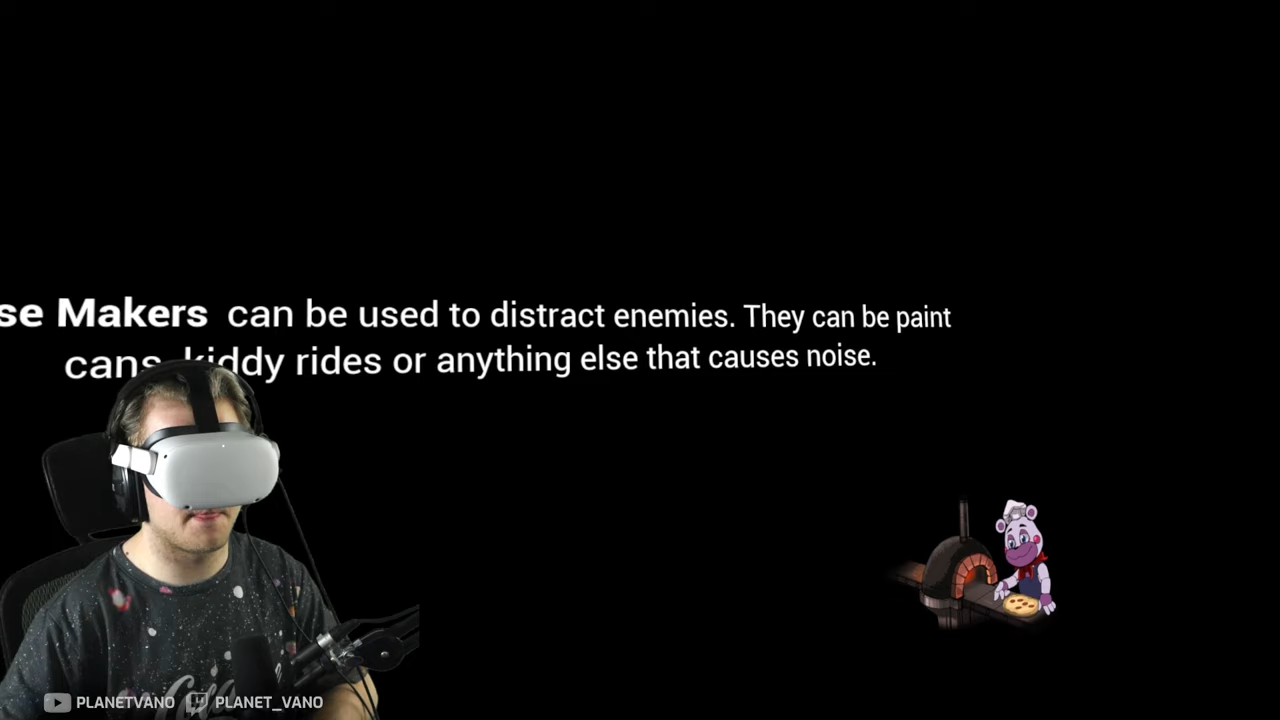 se Makers can be used to distract enemies. They can be paint
cans, kiddy rides or anything else that causes noise.
PLANETVANO PLANET_VANO